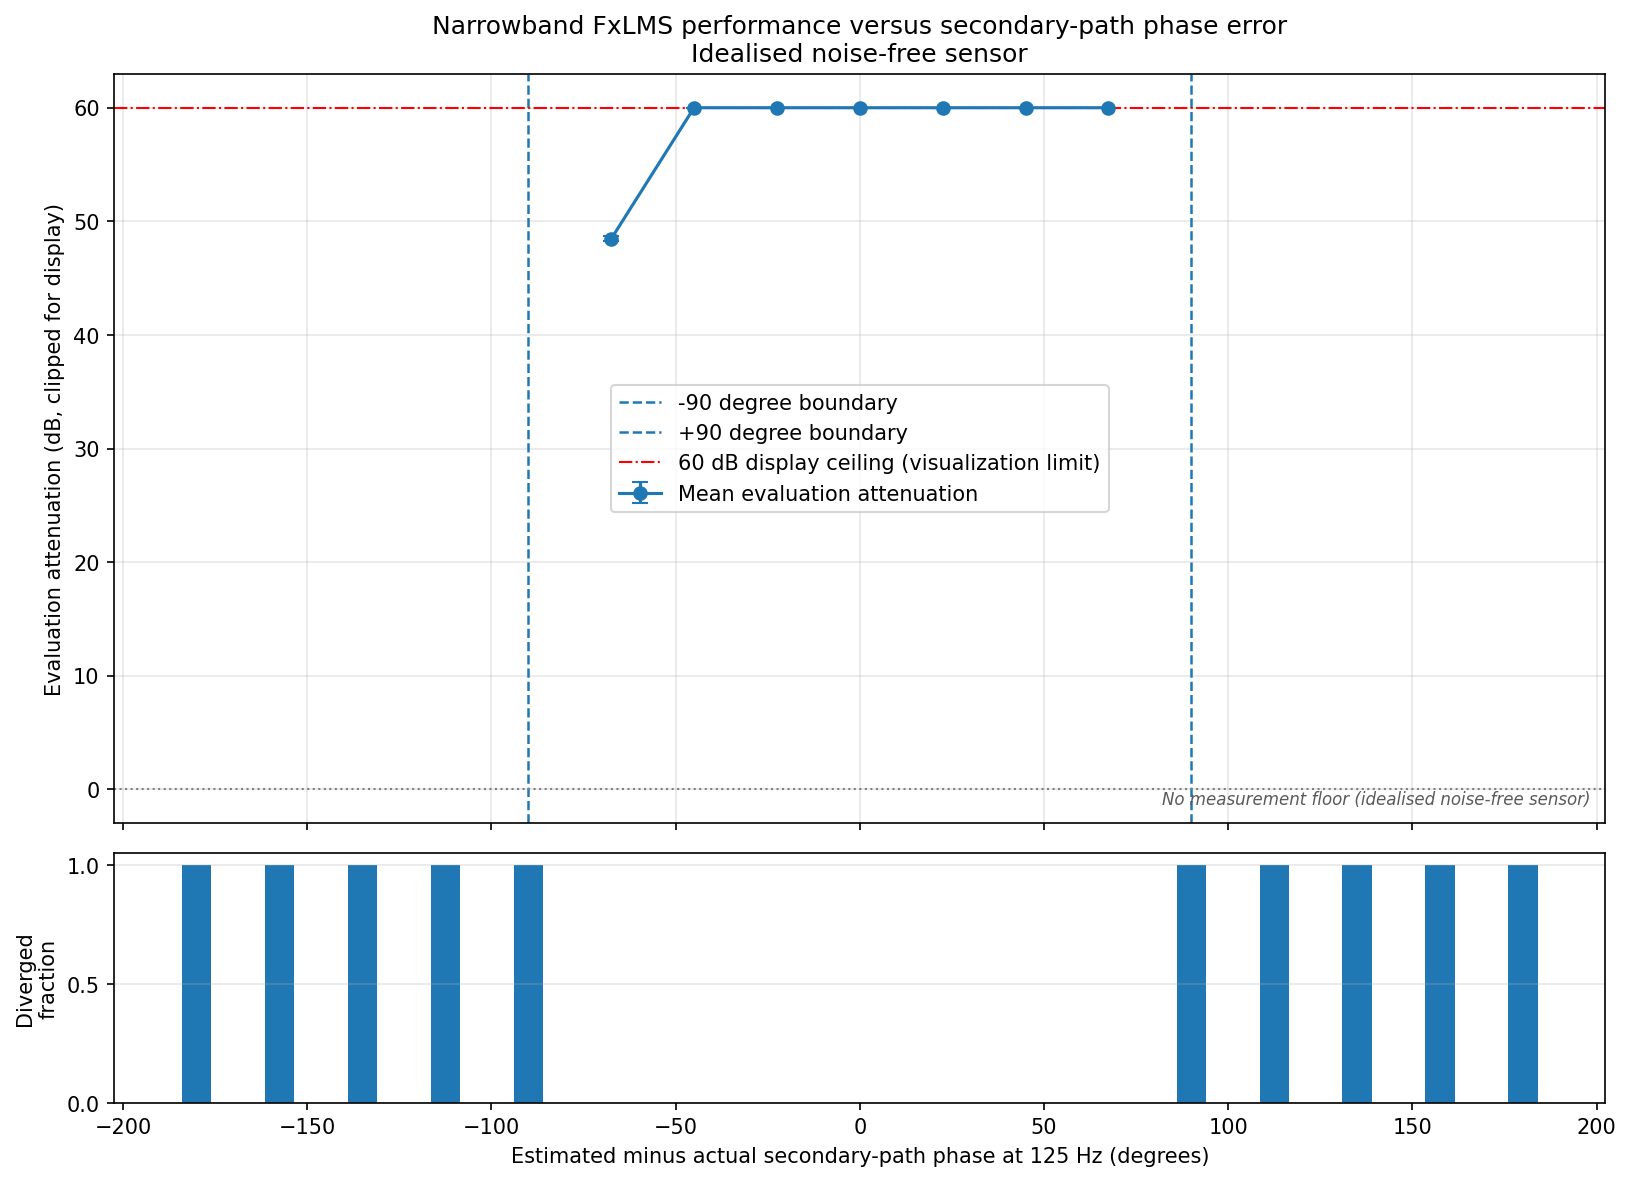 Narrowband FxLMS performance versus secondary-path phase error
Idealised noise-free sensor
Evaluation attenuation (dB, clipped for display)
60
50
40
30
20
10
0
-90 degree boundary
+90 degree boundary
60 dB display ceiling (visualization limit)
Mean evaluation attenuation
No measurement floor (idealised noise-free sensor)
Diverged
fraction
1.0
0.5
0.0
−200
−150
−100
−50
0
50
100
150
200
Estimated minus actual secondary-path phase at 125 Hz (degrees)